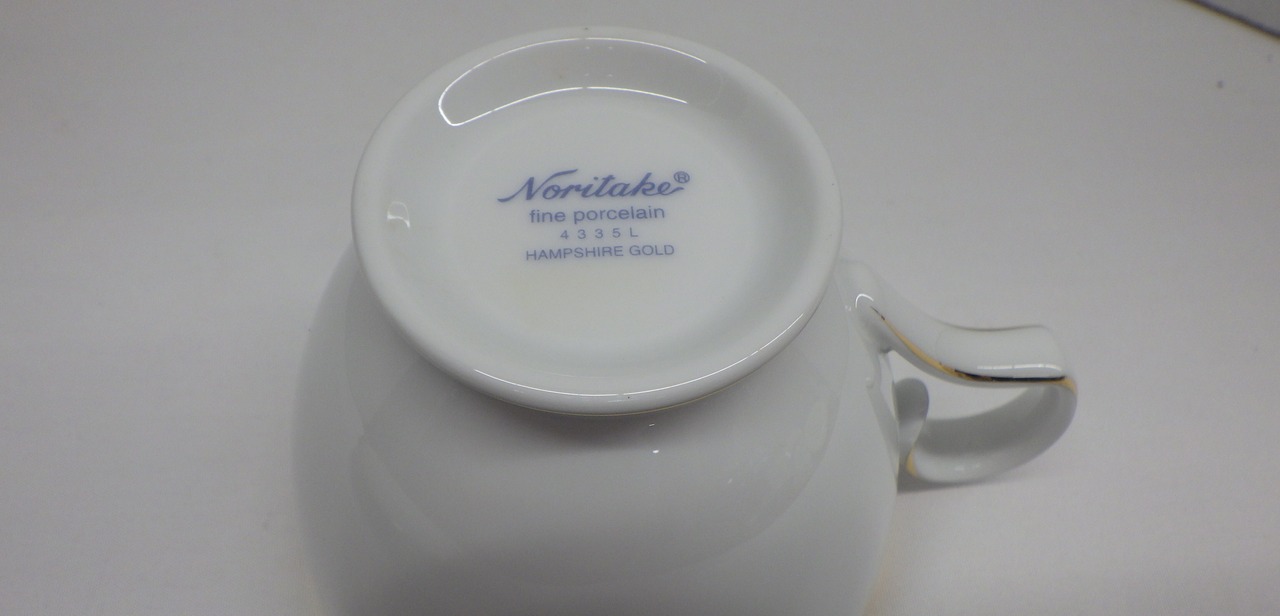 Noritake®
fine porcelain
4335L
HAMPSHIRE GOLD